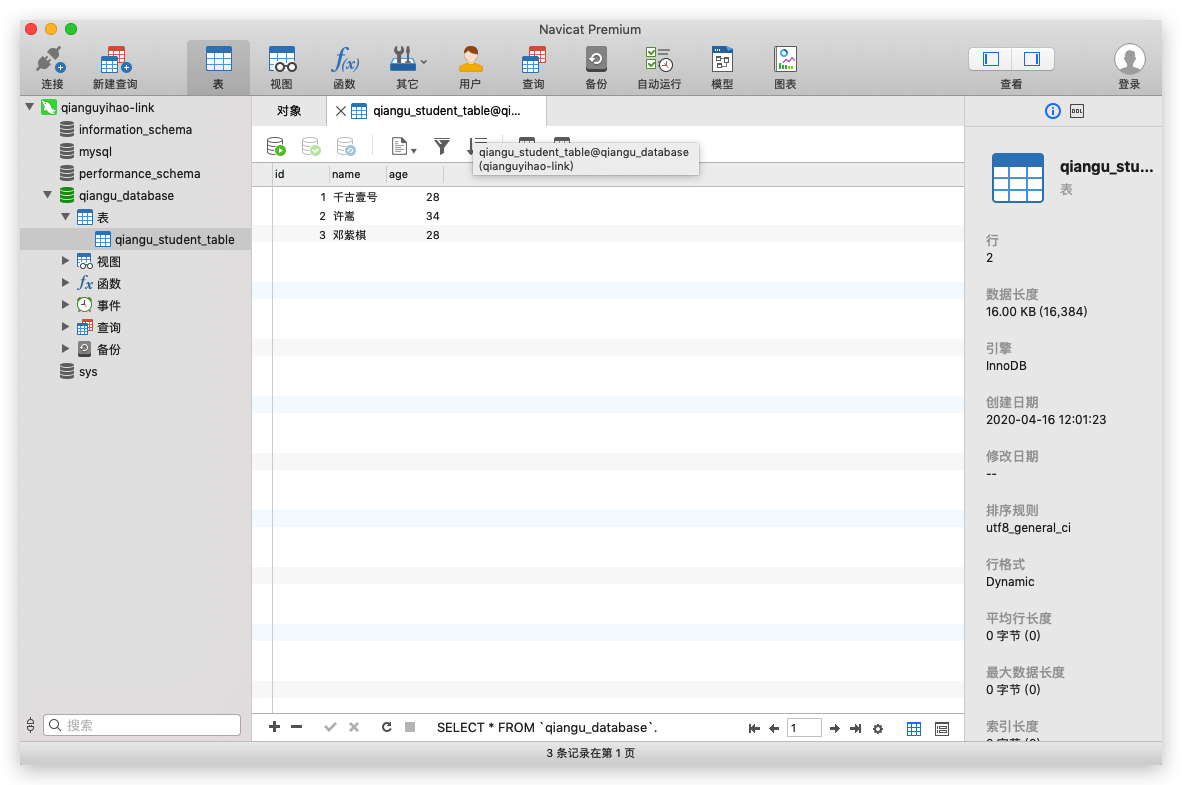 Navicat Premium
连接
新建查询
表
视图
函数
其它
用户
查询
备份
自动运行
模型
图表
查看
登录
qianguyihao-link
information_schema
mysql
performance_schema
qiangu_database
表
qiangu_student_table
视图
函数
事件
查询
备份
sys
搜索
对象
qiangu_student_table@qi...
qiangu_student_table@qiangu_database
(qianguyihao-link)
id name age
1 千古壹号 28
2 许嵩 34
3 邓紫棋 28
SELECT * FROM `qiangu_database`.
1
3 条记录在第 1 页
DDL
qiangu_stu...
表
行
2
数据长度
16.00 KB (16,384)
引擎
InnoDB
创建日期
2020-04-16 12:01:23
修改日期
--
排序规则
utf8_general_ci
行格式
Dynamic
平均行长度
0 字节 (0)
最大数据长度
0 字节 (0)
索引长度